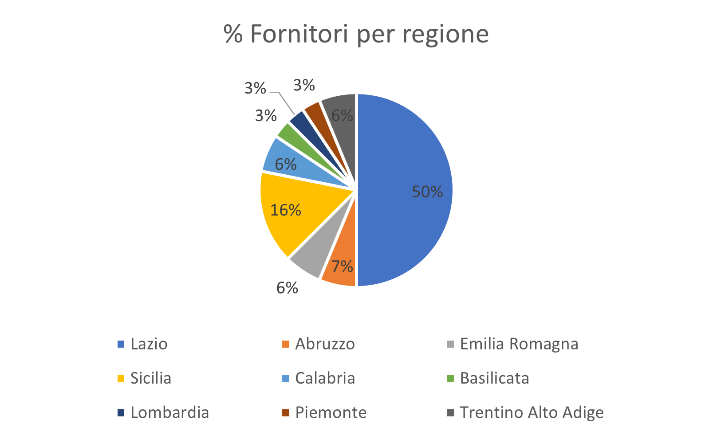 % Fornitori per regione
3%
3%
3%
6%
6%
50%
16%
7%
6%
Lazio
Abruzzo
Emilia Romagna
Sicilia
Calabria
Basilicata
Lombardia
Piemonte
Trentino Alto Adige